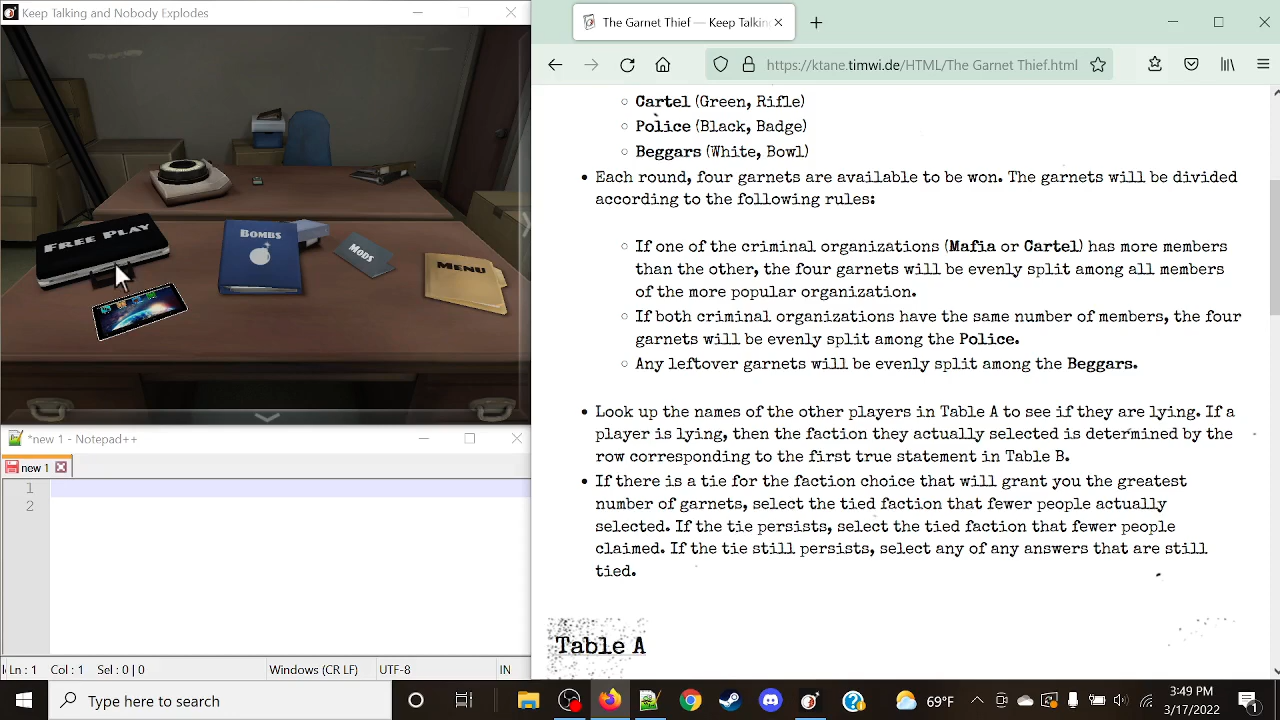 Keep Talking and Nobody Explodes
FREE PLAY
BOMBS
MODS
MENU
*new 1 - Notepad++
new 1
1
2
Ln : 1 Col : 1 Sel : 0 | 0 Windows (CR LF) UTF-8 IN
The Garnet Thief — Keep Talkin
https://ktane.timwi.de/HTML/The Garnet Thief.html
Cartel (Green, Rifle)
Police (Black, Badge)
Beggars (White, Bowl)
Each round, four garnets are available to be won. The garnets will be divided
according to the following rules:
If one of the criminal organizations (Mafia or Cartel) has more members
than the other, the four garnets will be evenly split among all members
of the more popular organization.
If both criminal organizations have the same number of members, the four
garnets will be evenly split among the Police.
Any leftover garnets will be evenly split among the Beggars.
Look up the names of the other players in Table A to see if they are lying. If a
player is lying, then the faction they actually selected is determined by the
row corresponding to the first true statement in Table B.
If there is a tie for the faction choice that will grant you the greatest
number of garnets, select the tied faction that fewer people actually
selected. If the tie persists, select the tied faction that fewer people
claimed. If the tie still persists, select any of any answers that are still
tied.
Table A
Type here to search
69°F
3:49 PM
3/17/2022
1